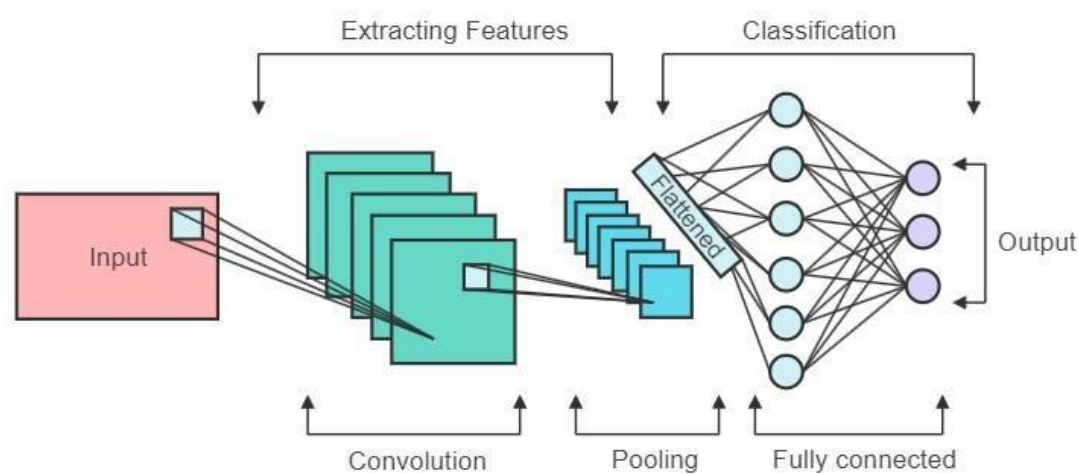 Extracting Features
Classification
Input
Flattened
Output
Convolution
Pooling
Fully connected